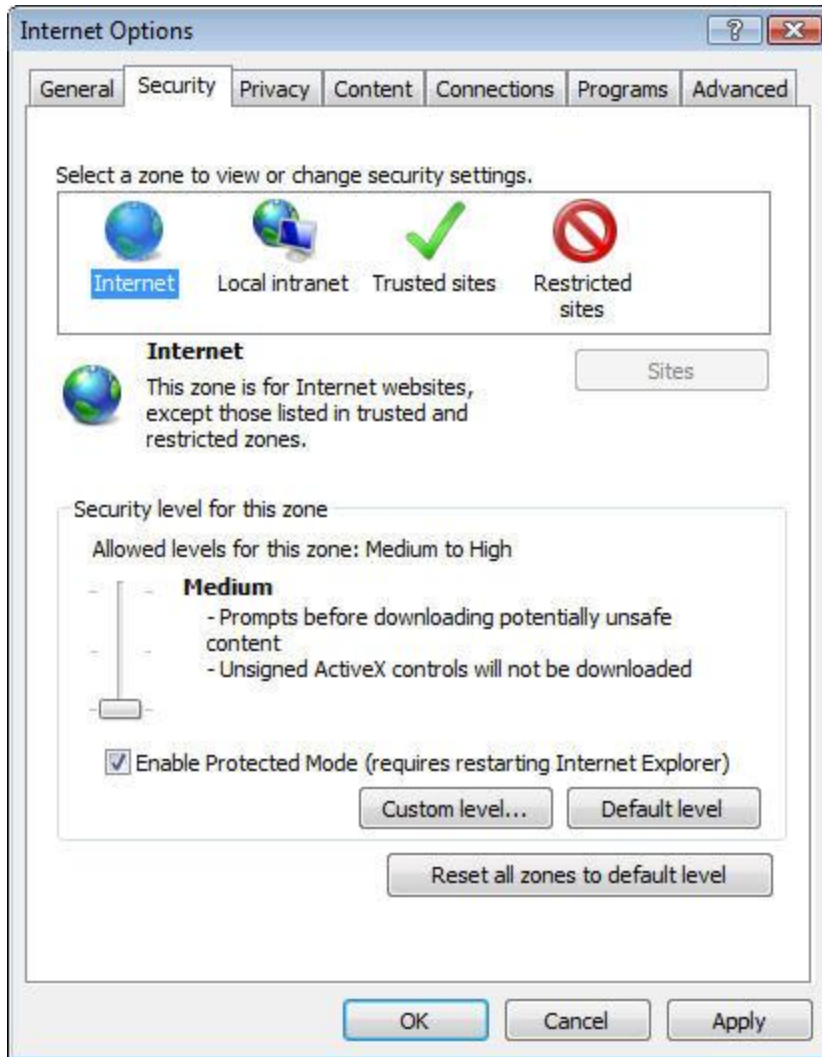 Internet Options
General Security Privacy Content Connections Programs Advanced
Select a zone to view or change security settings.
Internet Local intranet Trusted sites Restricted
sites
Internet
Sites
This zone is for Internet websites,
except those listed in trusted and
restricted zones.
Security level for this zone
Allowed levels for this zone: Medium to High
Medium
- Prompts before downloading potentially unsafe
content
- Unsigned ActiveX controls will not be downloaded
Enable Protected Mode (requires restarting Internet Explorer)
Custom level... Default level
Reset all zones to default level
OK Cancel Apply